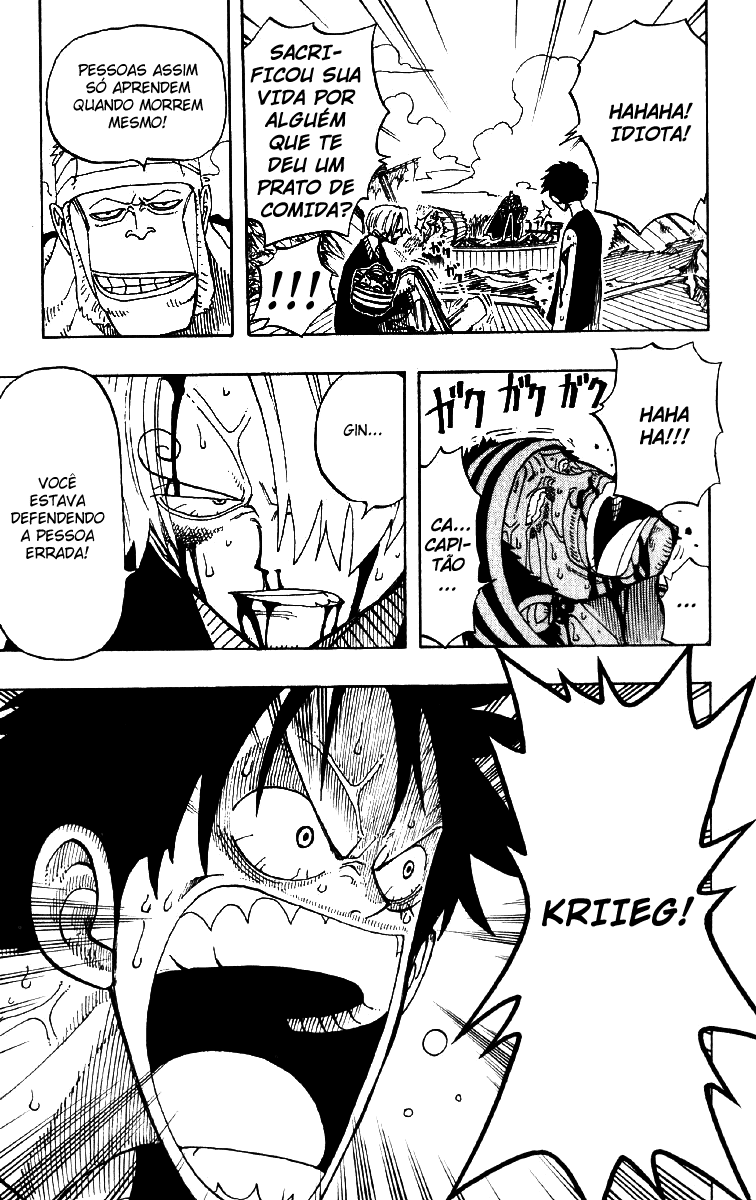 HAHAHA!
IDIOTA!
SACRI-
FICOU SUA
VIDA POR
ALGUÉM
QUE TE
DEU UM
PRATO DE
COMIDA?
!!!
PESSOAS ASSIM
SÓ APRENDEM
QUANDO MORREM
MESMO!
HAHA
HA!!!
ガク ガク ガク
CA...
CAPI-
TÃO
...
...
GIN...
VOCÊ
ESTAVA
DEFENDENDO
A PESSOA
ERRADA!
KRIIEG!